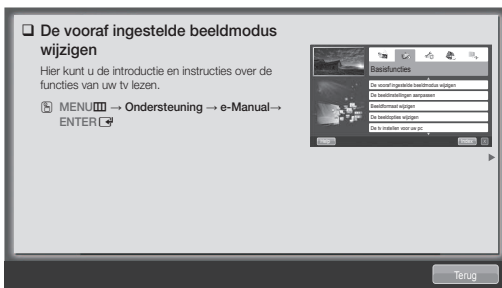 De vooraf ingestelde beeldmodus
wijzigen
Hier kunt u de introductie en instructies over de
functies van uw tv lezen.
MENU → Ondersteuning → e-Manual→
ENTER
Basisfuncties
De vooraf ingestelde beeldmodus wijzigen
De beeldinstellingen aanpassen
Beeldformaat wijzigen
De beeldopties wijzigen
De tv instellen voor uw pc
Index
Terug